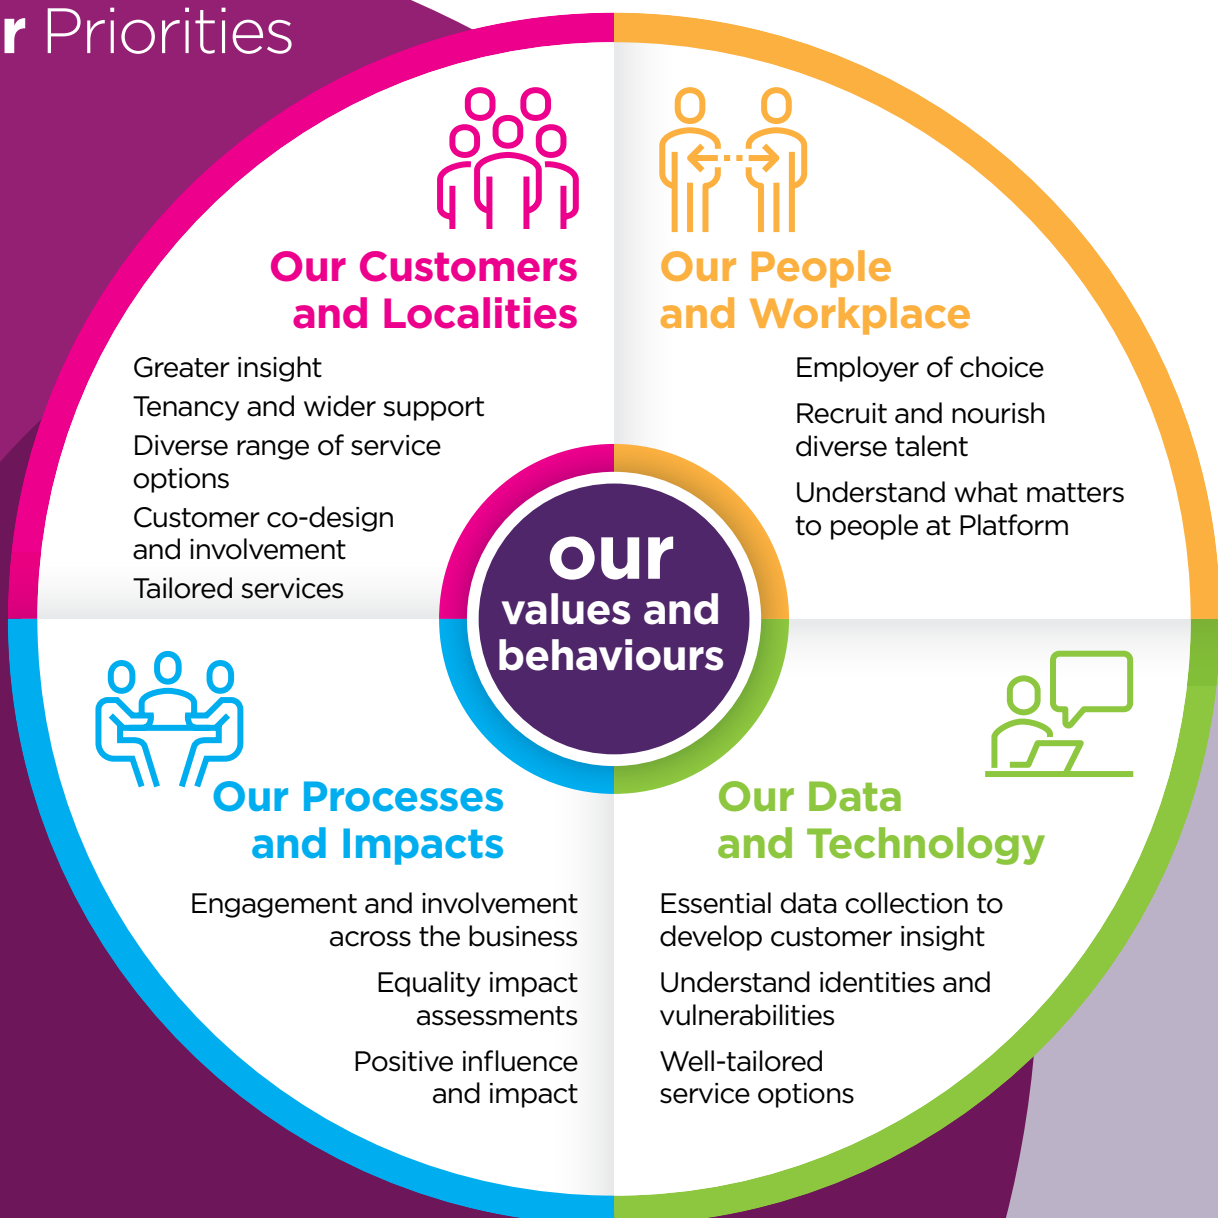 r Priorities
Our Customers
and Localities
Greater insight
Tenancy and wider support
Diverse range of service
options
Customer co-design
and involvement
Tailored services
Our People
and Workplace
Employer of choice
Recruit and nourish
diverse talent
Understand what matters
to people at Platform
our
values and
behaviours
Our Processes
and Impacts
Engagement and involvement
across the business
Equality impact
assessments
Positive influence
and impact
Our Data
and Technology
Essential data collection to
develop customer insight
Understand identities and
vulnerabilities
Well-tailored
service options